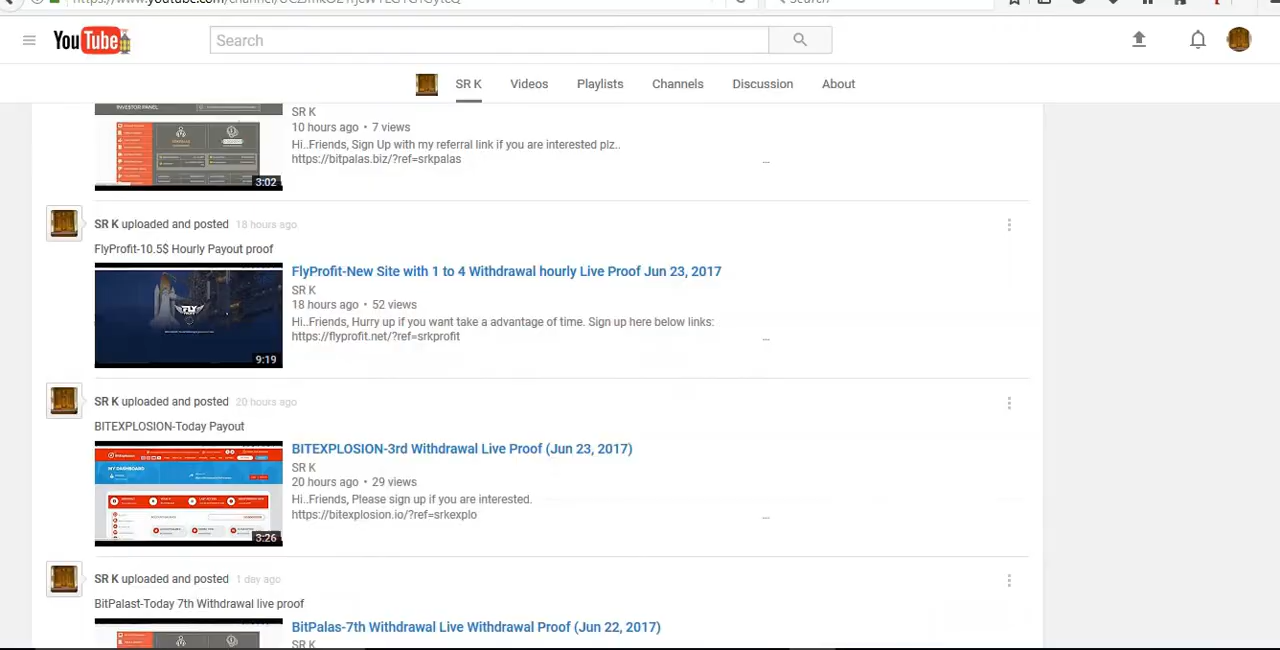 YouTube
Search
SR K
Videos
Playlists
Channels
Discussion
About
INVESTOR PANEL
SR K
10 hours ago • 7 views
Hi..Friends, Sign Up with my referral link if you are interested plz..
https://bitpalas.biz/?ref=srkpalas
...
3:02
SR K uploaded and posted 18 hours ago
FlyProfit-10.5$ Hourly Payout proof
FlyProfit-New Site with 1 to 4 Withdrawal hourly Live Proof Jun 23, 2017
SR K
18 hours ago • 52 views
Hi..Friends, Hurry up if you want take a advantage of time. Sign up here below links:
https://flyprofit.net/?ref=srkprofit
...
FLY
9:19
SR K uploaded and posted 20 hours ago
BITEXPLOSION-Today Payout
BITEXPLOSION-3rd Withdrawal Live Proof (Jun 23, 2017)
SR K
20 hours ago • 29 views
Hi..Friends, Please sign up if you are interested.
https://bitexplosion.io/?ref=srkexplo
...
MY DASHBOARD
3:26
SR K uploaded and posted 1 day ago
BitPalast-Today 7th Withdrawal live proof
BitPalas-7th Withdrawal Live Withdrawal Proof (Jun 22, 2017)
SR K